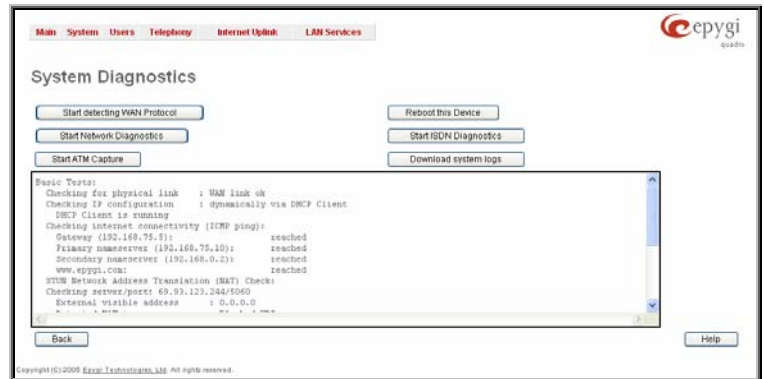 Main System Users Telephony Internet Uplink LAN Services
epygi
quadro
System Diagnostics
Start detecting WAN Protocol
Reboot this Device
Start Network Diagnostics
Start ISDN Diagnostics
Start ATM Capture
Download system logs
Basic Tests:
Checking for physical link : WAN link ok
Checking IP configuration : dynamically via DHCP Client
DHCP Client is running
Checking internet connectivity (ICMP ping):
Gateway (192.168.75.5): reached
Primary nameserver (192.168.75.10): reached
Secondary nameserver (192.168.0.2): reached
www.epygi.com: reached
STUN Network Address Translation (NAT) Check:
Checking server/port: 69.93.123.244/5060
External visible address : 0.0.0.0
Back
Help
Copyright (C) 2005 Epygi Technologies, Ltd. All rights reserved.